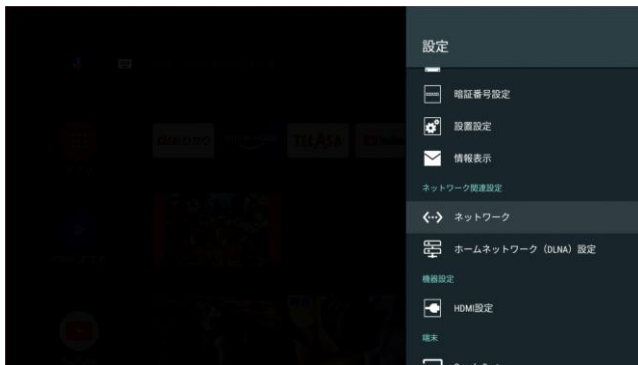 設定
暗証番号設定
設置設定
情報表示
ネットワーク関連設定
ネットワーク
ホームネットワーク（DLNA）設定
機器設定
HDMI設定
端末
TELASA